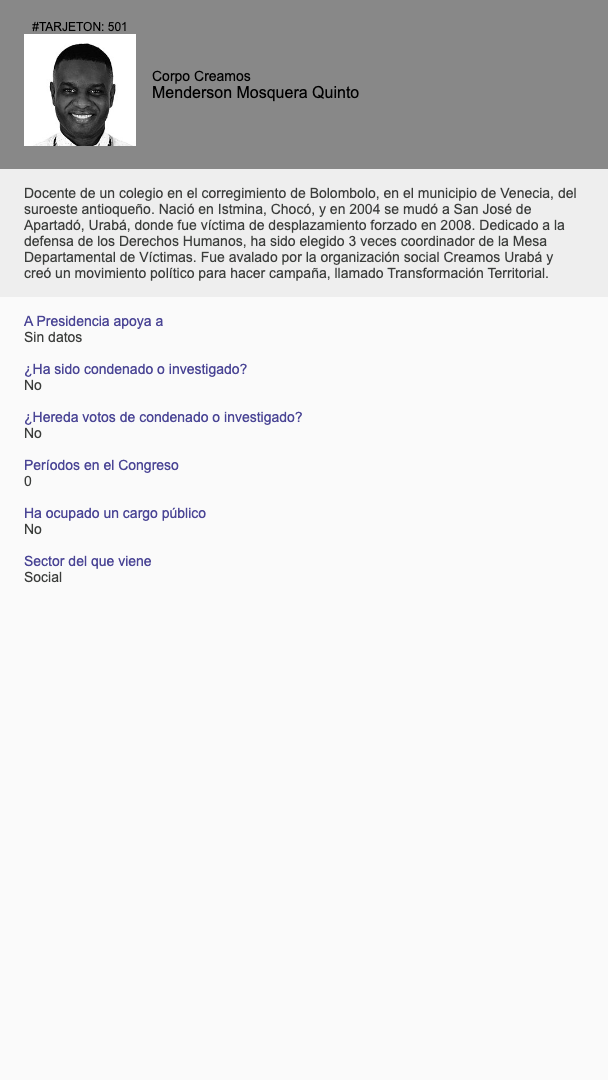 #TARJETON: 501
Corpo Creamos
Menderson Mosquera Quinto
Docente de un colegio en el corregimiento de Bolombolo, en el municipio de Venecia, del
suroeste antioqueño. Nació en Istmina, Chocó, y en 2004 se mudó a San José de
Apartadó, Urabá, donde fue víctima de desplazamiento forzado en 2008. Dedicado a la
defensa de los Derechos Humanos, ha sido elegido 3 veces coordinador de la Mesa
Departamental de Víctimas. Fue avalado por la organización social Creamos Urabá y
creó un movimiento político para hacer campaña, llamado Transformación Territorial.
A Presidencia apoya a
Sin datos
¿Ha sido condenado o investigado?
No
¿Hereda votos de condenado o investigado?
No
Períodos en el Congreso
0
Ha ocupado un cargo público
No
Sector del que viene
Social